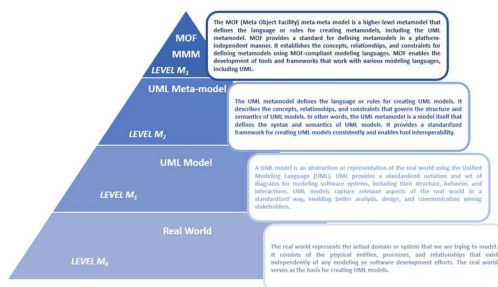 MOF
MMM
LEVEL M3
The MOF (Meta Object Facility) meta-meta model is a higher-level metamodel that
defines the language or rules for creating metamodels, including the UML
metamodel. MOF provides a standard for defining metamodels in a platform-
independent manner. It establishes the concepts, relationships, and constraints for
defining metamodels using MOF-compliant modeling languages. MOF enables the
development of tools and frameworks that work with various modeling languages,
including UML.
UML Meta-model
LEVEL M2
The UML metamodel defines the language or rules for creating UML models. It
describes the concepts, relationships, and constraints that govern the structure and
semantics of UML models. In other words, the UML metamodel is a model itself that
defines the syntax and semantics of UML models. It provides a standardized
framework for creating UML models consistently and enables tool interoperability.
UML Model
LEVEL M1
A UML model is an abstraction or representation of the real world using the Unified
Modeling Language (UML). UML provides a standardized notation and set of
diagrams for modeling software systems, including their structure, behavior, and
interactions. UML models capture relevant aspects of the real world in a
standardized way, enabling better analysis, design, and communication among
stakeholders.
Real World
LEVEL M0
The real world represents the actual domain or system that we are trying to model.
It consists of the physical entities, processes, and relationships that exist
independently of any modeling or software development efforts. The real world
serves as the basis for creating UML models.